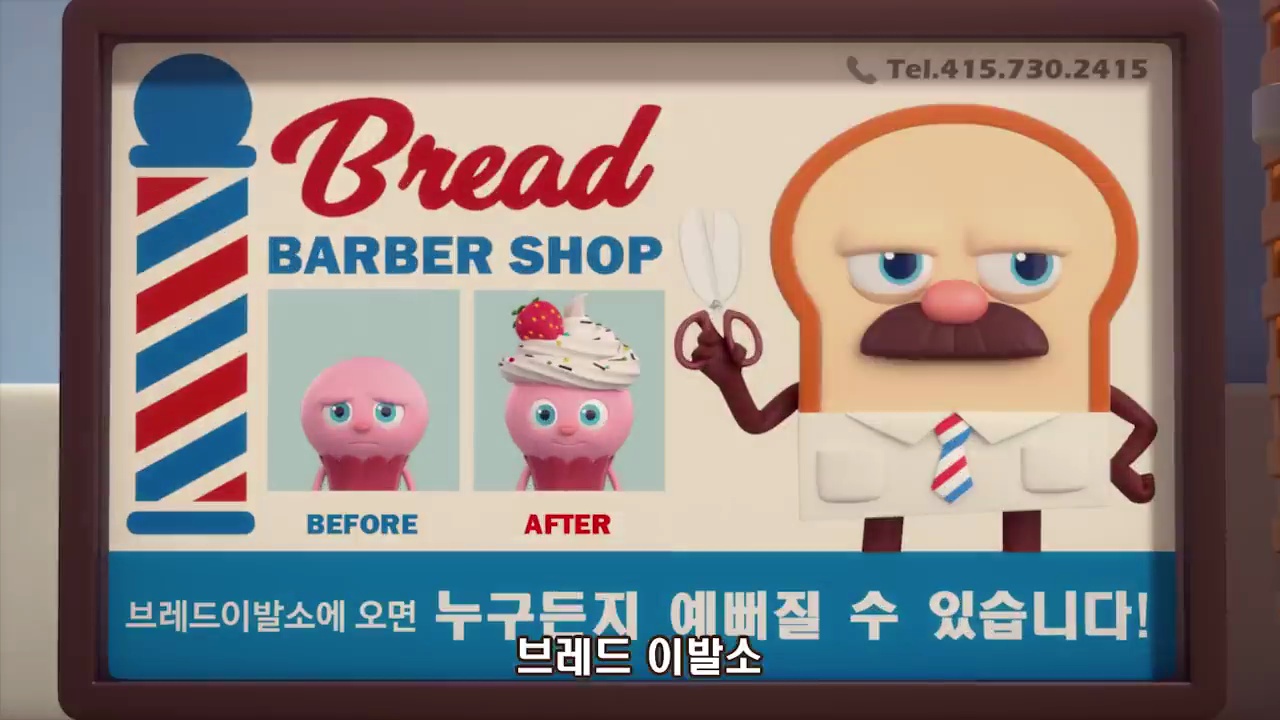 Tel.415.730.2415
Bread
BARBER SHOP
BEFORE
AFTER
브레드이발소에 오면 누구든지 예뻐질 수 있습니다!
브레드 이발소